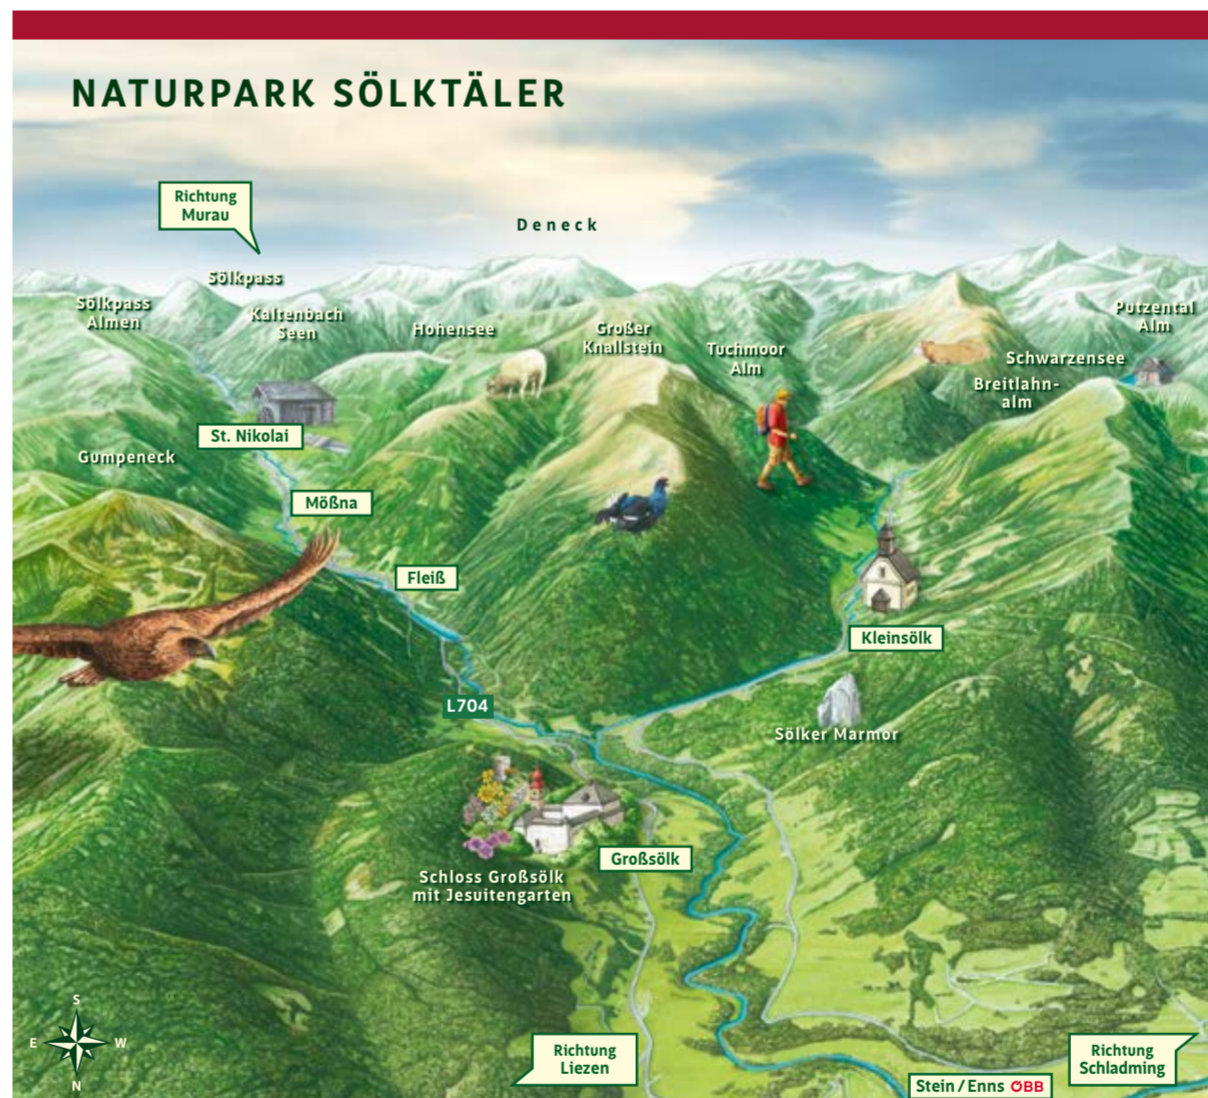 NATURPARK SÖLKTÄLER
Richtung
Murau
Deneck
Sölkpass
Sölkpass
Almen
Kaltenbach
Seen
Hohensee
Großer
Knallstein
Tuchmoor
Alm
Putzental
Alm
Schwarzensee
Breitlahn-
alm
St. Nikolai
Gumpeneck
Mößna
Fleiß
Kleinsölk
L704
Sölker Marmor
Großsölk
Schloss Großsölk
mit Jesuitengarten
S
E
W
N
Richtung
Liezen
Richtung
Schladming
Stein / Enns ÖBB